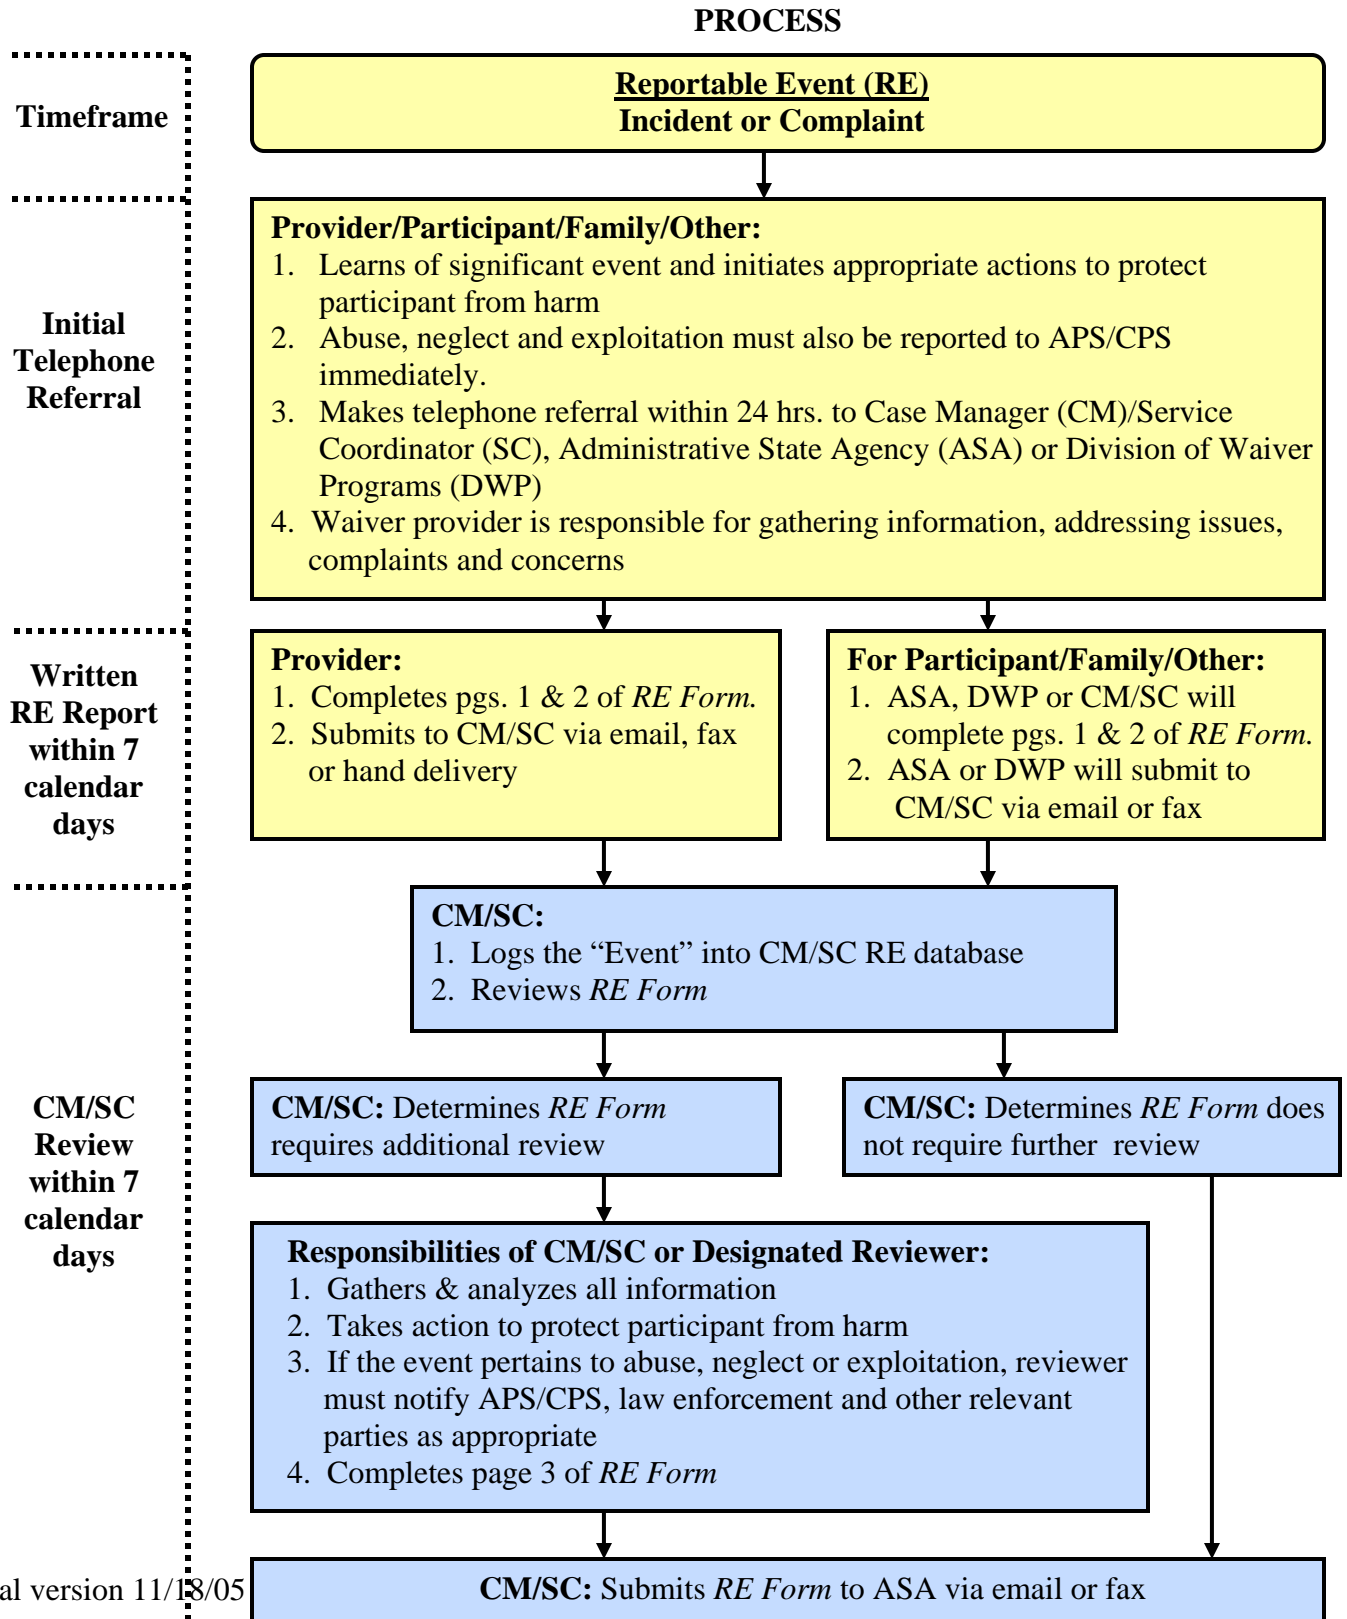 PROCESS
Timeframe
Reportable Event (RE)
Incident or Complaint
Initial
Telephone
Referral
Provider/Participant/Family/Other:
1. Learns of significant event and initiates appropriate actions to protect
participant from harm
2. Abuse, neglect and exploitation must also be reported to APS/CPS
immediately.
3. Makes telephone referral within 24 hrs. to Case Manager (CM)/Service
Coordinator (SC), Administrative State Agency (ASA) or Division of Waiver
Programs (DWP)
4. Waiver provider is responsible for gathering information, addressing issues,
complaints and concerns
Written
RE Report
within 7
calendar
days
Provider:
1. Completes pgs. 1 & 2 of RE Form.
2. Submits to CM/SC via email, fax
or hand delivery
For Participant/Family/Other:
1. ASA, DWP or CM/SC will
complete pgs. 1 & 2 of RE Form.
2. ASA or DWP will submit to
CM/SC via email or fax
CM/SC
Review
within 7
calendar
days
CM/SC:
1. Logs the “Event” into CM/SC RE database
2. Reviews RE Form
CM/SC: Determines RE Form
requires additional review
CM/SC: Determines RE Form does
not require further review
Responsibilities of CM/SC or Designated Reviewer:
1. Gathers & analyzes all information
2. Takes action to protect participant from harm
3. If the event pertains to abuse, neglect or exploitation, reviewer
must notify APS/CPS, law enforcement and other relevant
parties as appropriate
4. Completes page 3 of RE Form
CM/SC: Submits RE Form to ASA via email or fax
al version 11/18/05